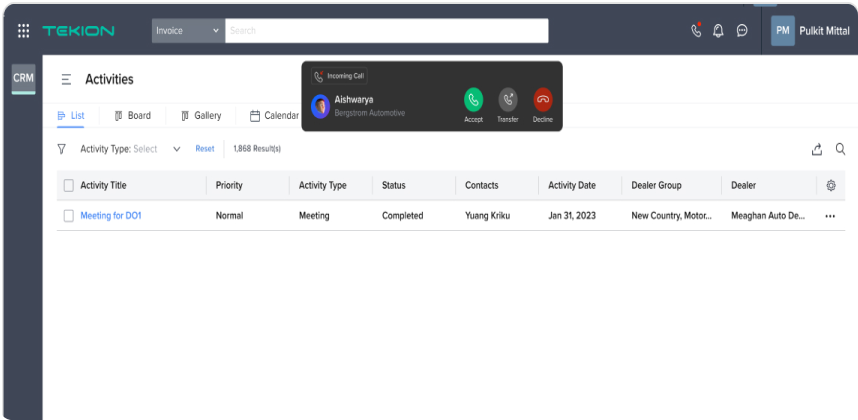 TEKION
Invoice
Search
PM Pulkit Mittal
CRM
Activities
Incoming Call
Aishwarya
Bergstrom Automotive
Accept Transfer Decline
List Board Gallery Calendar
Activity Type: Select Reset 1,868 Result(s)
Activity Title Priority Activity Type Status Contacts Activity Date Dealer Group Dealer
Meeting for DO1 Normal Meeting Completed Yuang Kriku Jan 31, 2023 New Country, Motor... Meaghan Auto De...